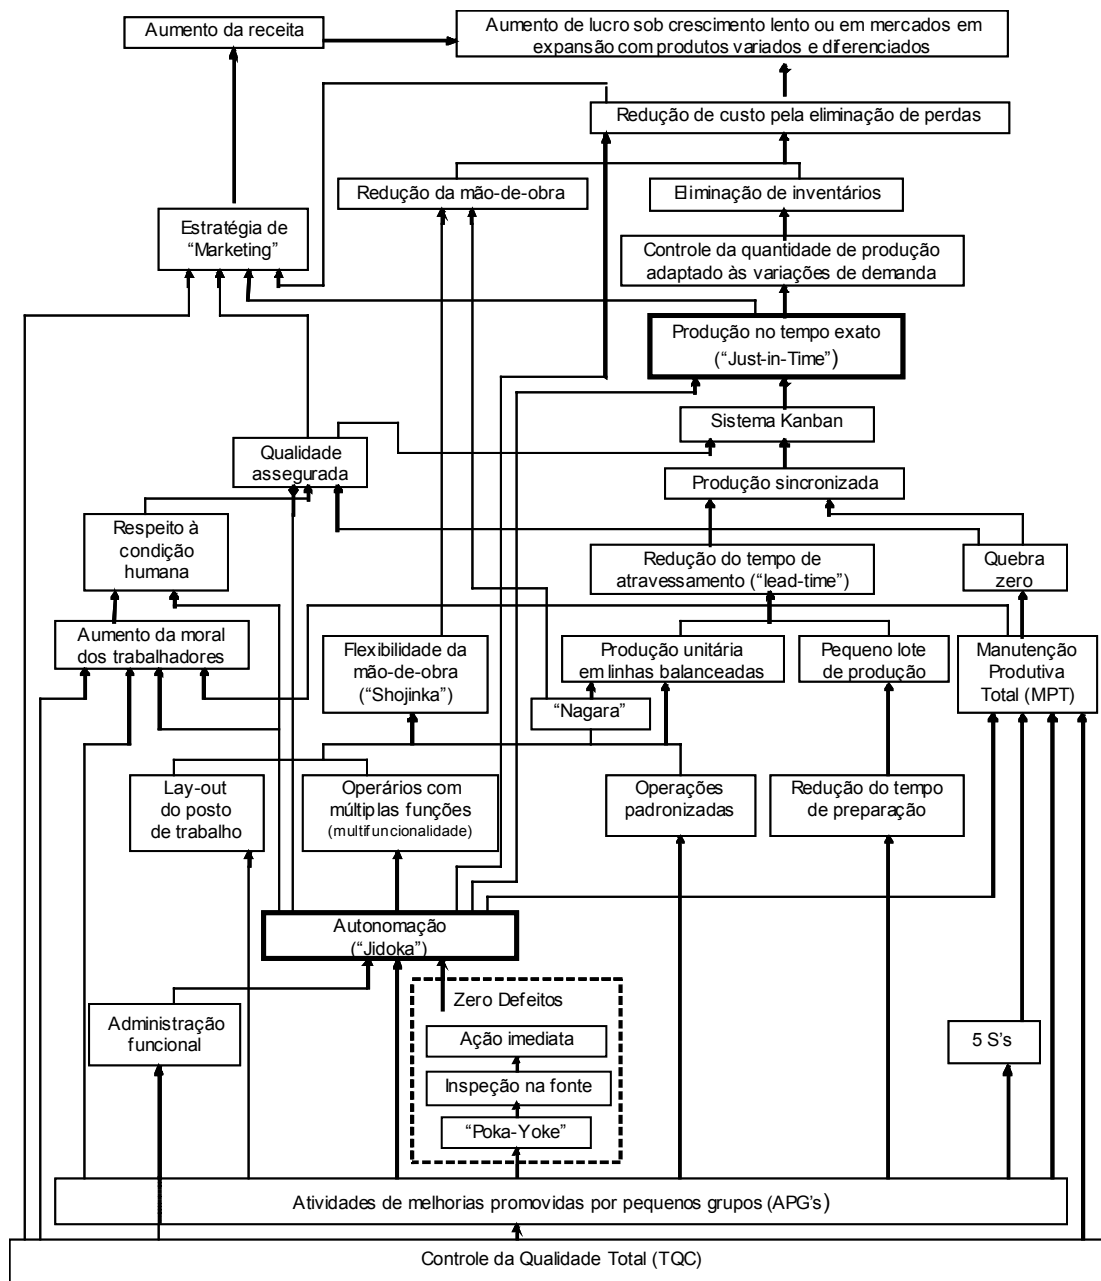 Aumento da receita
Aumento de lucro sob crescimento lento ou em mercados em
expansão com produtos variados e diferenciados
Redução de custo pela eliminação de perdas
Redução da mão-de-obra
Eliminação de inventários
Estratégia de
“Marketing”
Controle da quantidade de produção
adaptado às variações de demanda
Produção no tempo exato
(“Just-in-Time”)
Sistema Kanban
Qualidade
assegurada
Produção sincronizada
Respeito à
condição
humana
Redução do tempo de
atravessamento (“lead-time”)
Quebra
zero
Aumento da moral
dos trabalhadores
Flexibilidade da
mão-de-obra
(“Shojinka”)
Produção unitária
em linhas balanceadas
Pequeno lote
de produção
Manutenção
Produtiva
Total (MPT)
“Nagara”
Lay-out
do posto
de trabalho
Operários com
múltiplas funções
(multifuncionalidade)
Operações
padronizadas
Redução do tempo
de preparação
Autonomação
(“Jidoka”)
Zero Defeitos
Administração
funcional
Ação imediata
5 S's
Inspeção na fonte
“Poka-Yoke”
Atividades de melhorias promovidas por pequenos grupos (APG's)
Controle da Qualidade Total (TQC)